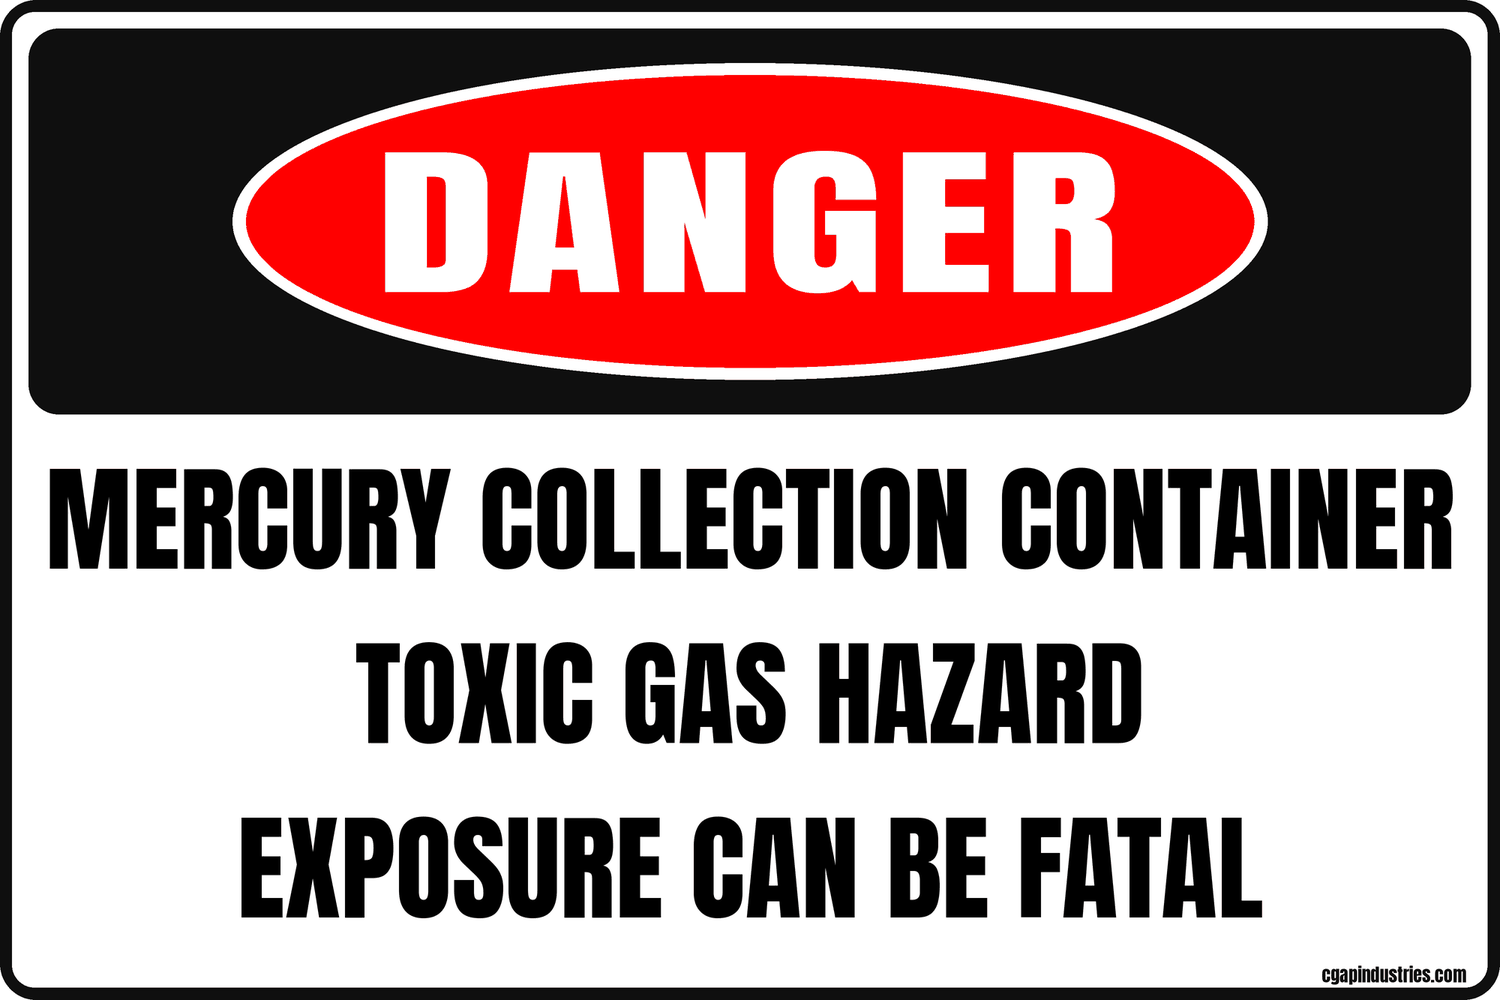 DANGER
MERCURY COLLECTION CONTAINER
TOXIC GAS HAZARD
EXPOSURE CAN BE FATAL
cgapindustries.com